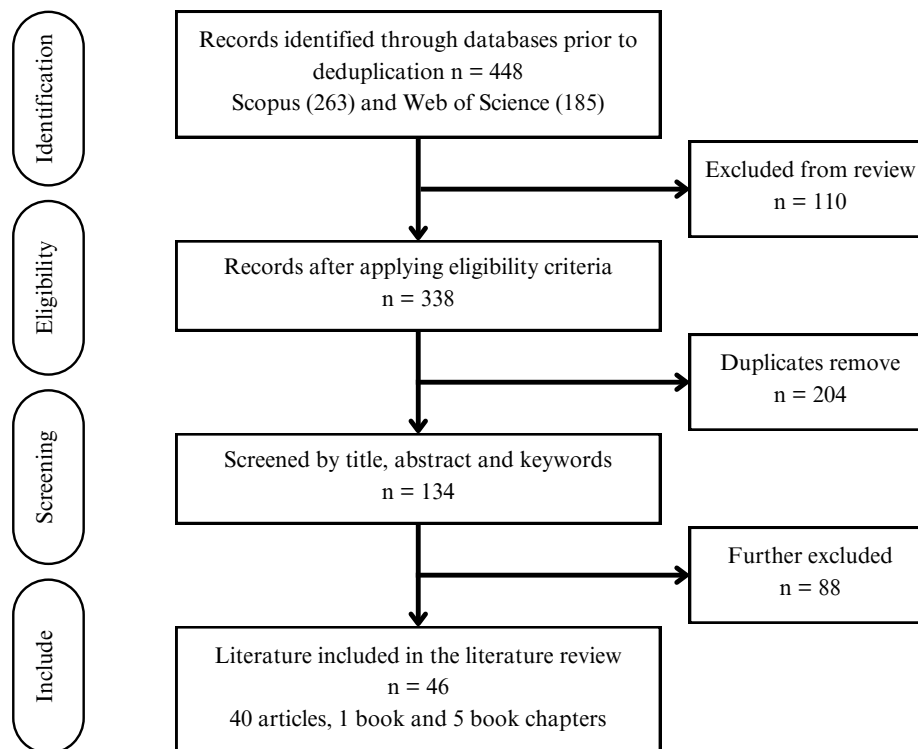 Identification
Records identified through databases prior to
deduplication n = 448
Scopus (263) and Web of Science (185)
Excluded from review
n = 110
Eligibility
Records after applying eligibility criteria
n = 338
Duplicates remove
n = 204
Screening
Screened by title, abstract and keywords
n = 134
Further excluded
n = 88
Include
Literature included in the literature review
n = 46
40 articles, 1 book and 5 book chapters